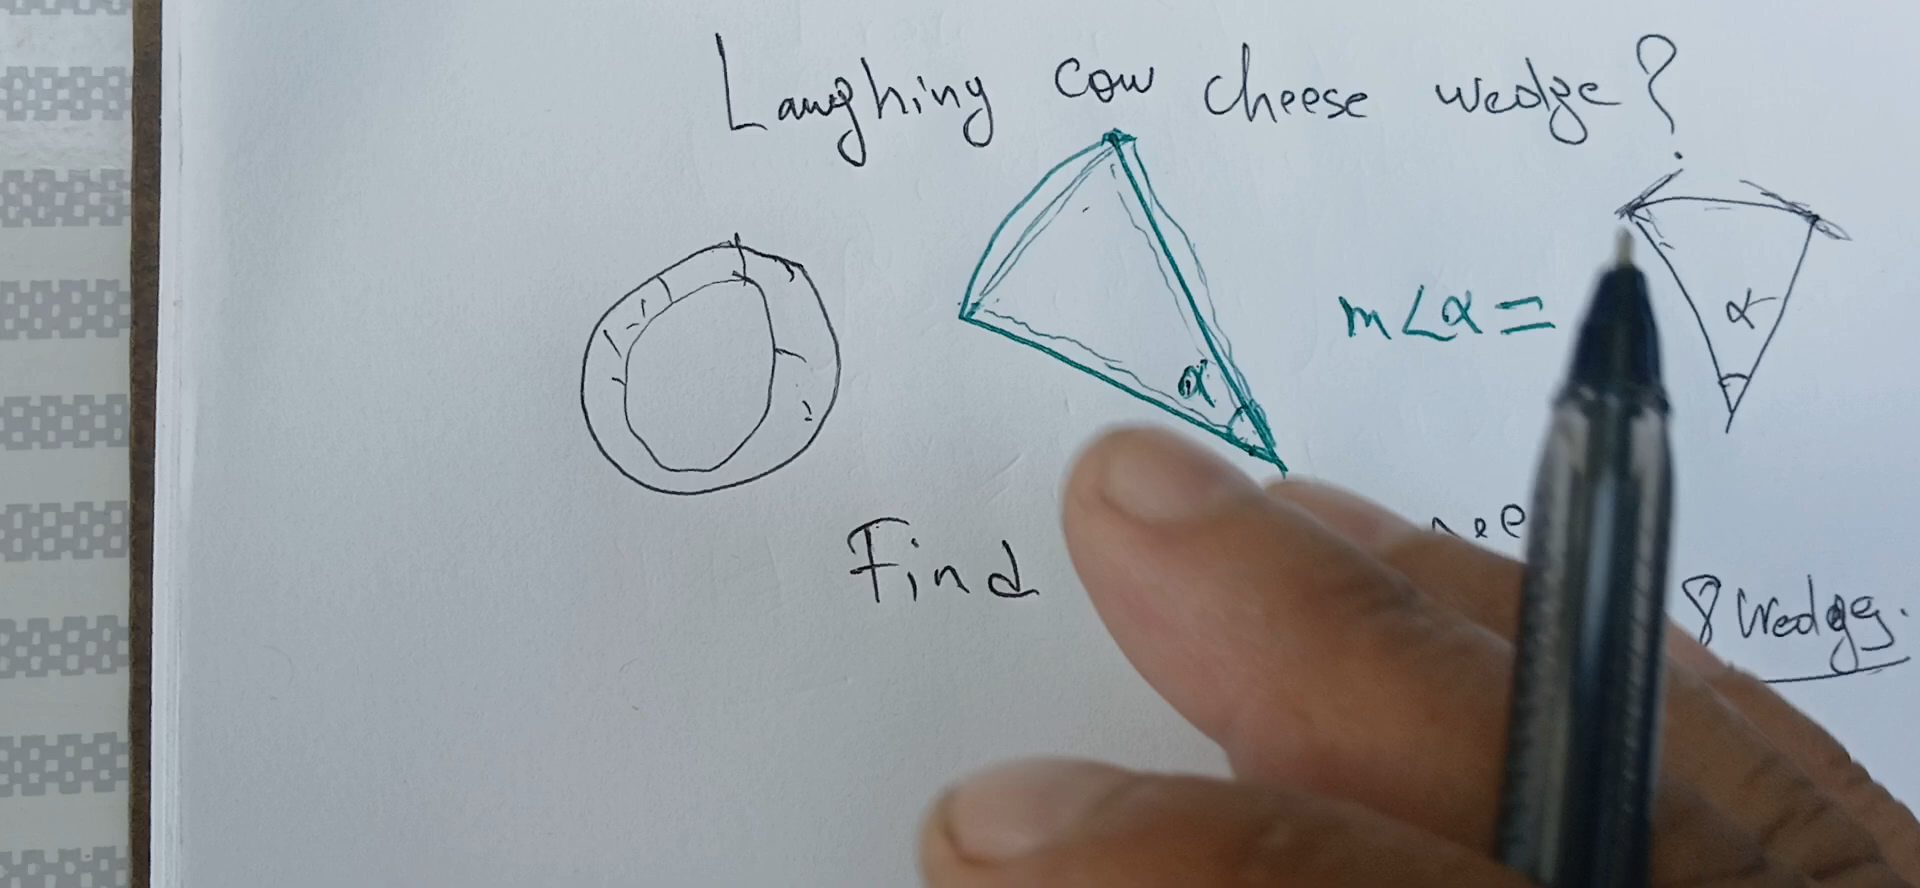 Laughing cow cheese wedge?
m∠α =
α
α
Find
8 wedges.